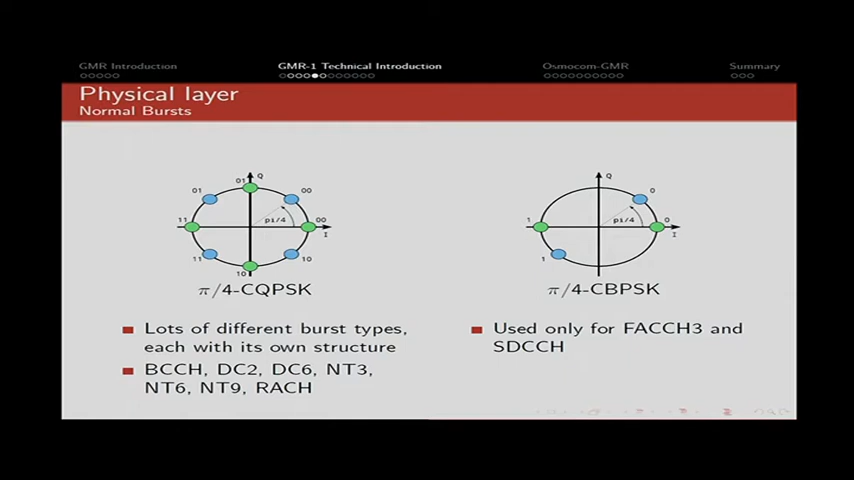 GMR Introduction
GMR-1 Technical Introduction
Osmocom-GMR
Summary
Physical layer
Normal Bursts
Q
01
01
00
11
pi/4
00
I
11
10
10
π/4-CQPSK
Q
0
1
pi/4
0
I
1
π/4-CBPSK
Lots of different burst types,
each with its own structure
BCCH, DC2, DC6, NT3,
NT6, NT9, RACH
Used only for FACCH3 and
SDCCH